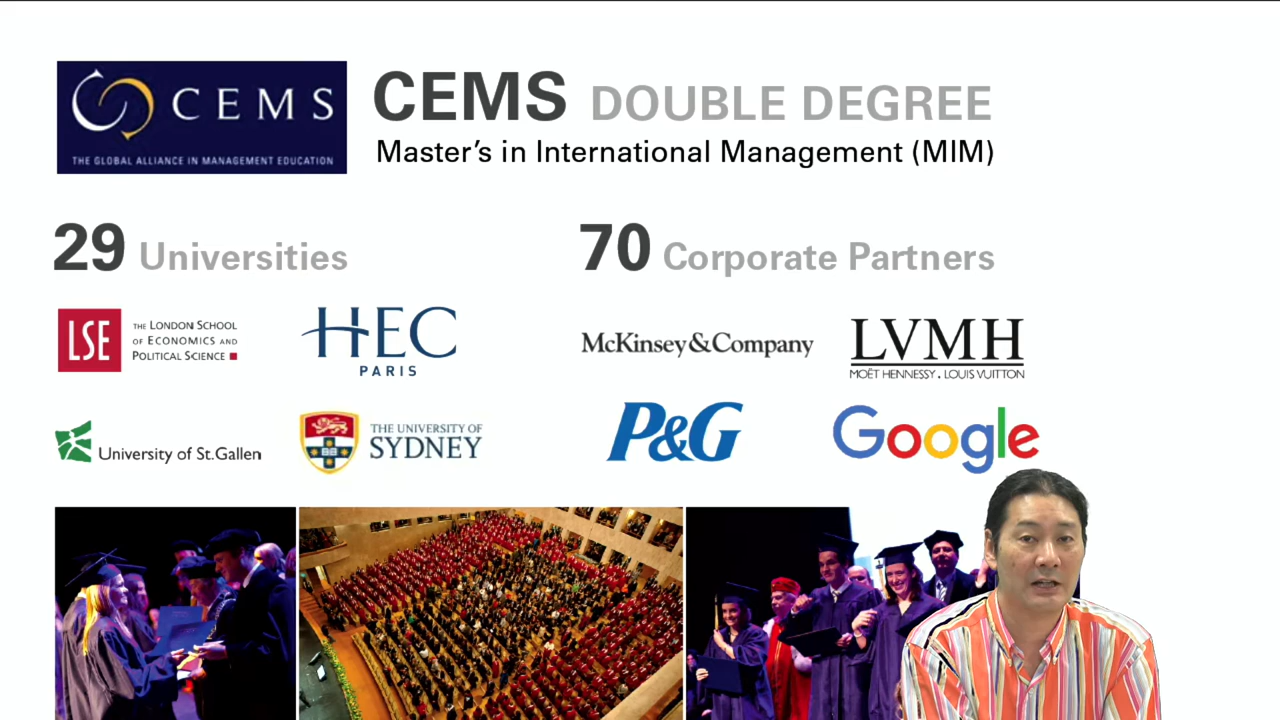 CEMS
THE GLOBAL ALLIANCE IN MANAGEMENT EDUCATION
CEMS DOUBLE DEGREE
Master's in International Management (MIM)
29 Universities
70 Corporate Partners
LSE
THE LONDON SCHOOL
OF ECONOMICS AND
POLITICAL SCIENCE
HEC
PARIS
McKinsey&Company
LVMH
MOËT HENNESSY . LOUIS VUITTON
University of St.Gallen
THE UNIVERSITY OF
SYDNEY
P&G
Google